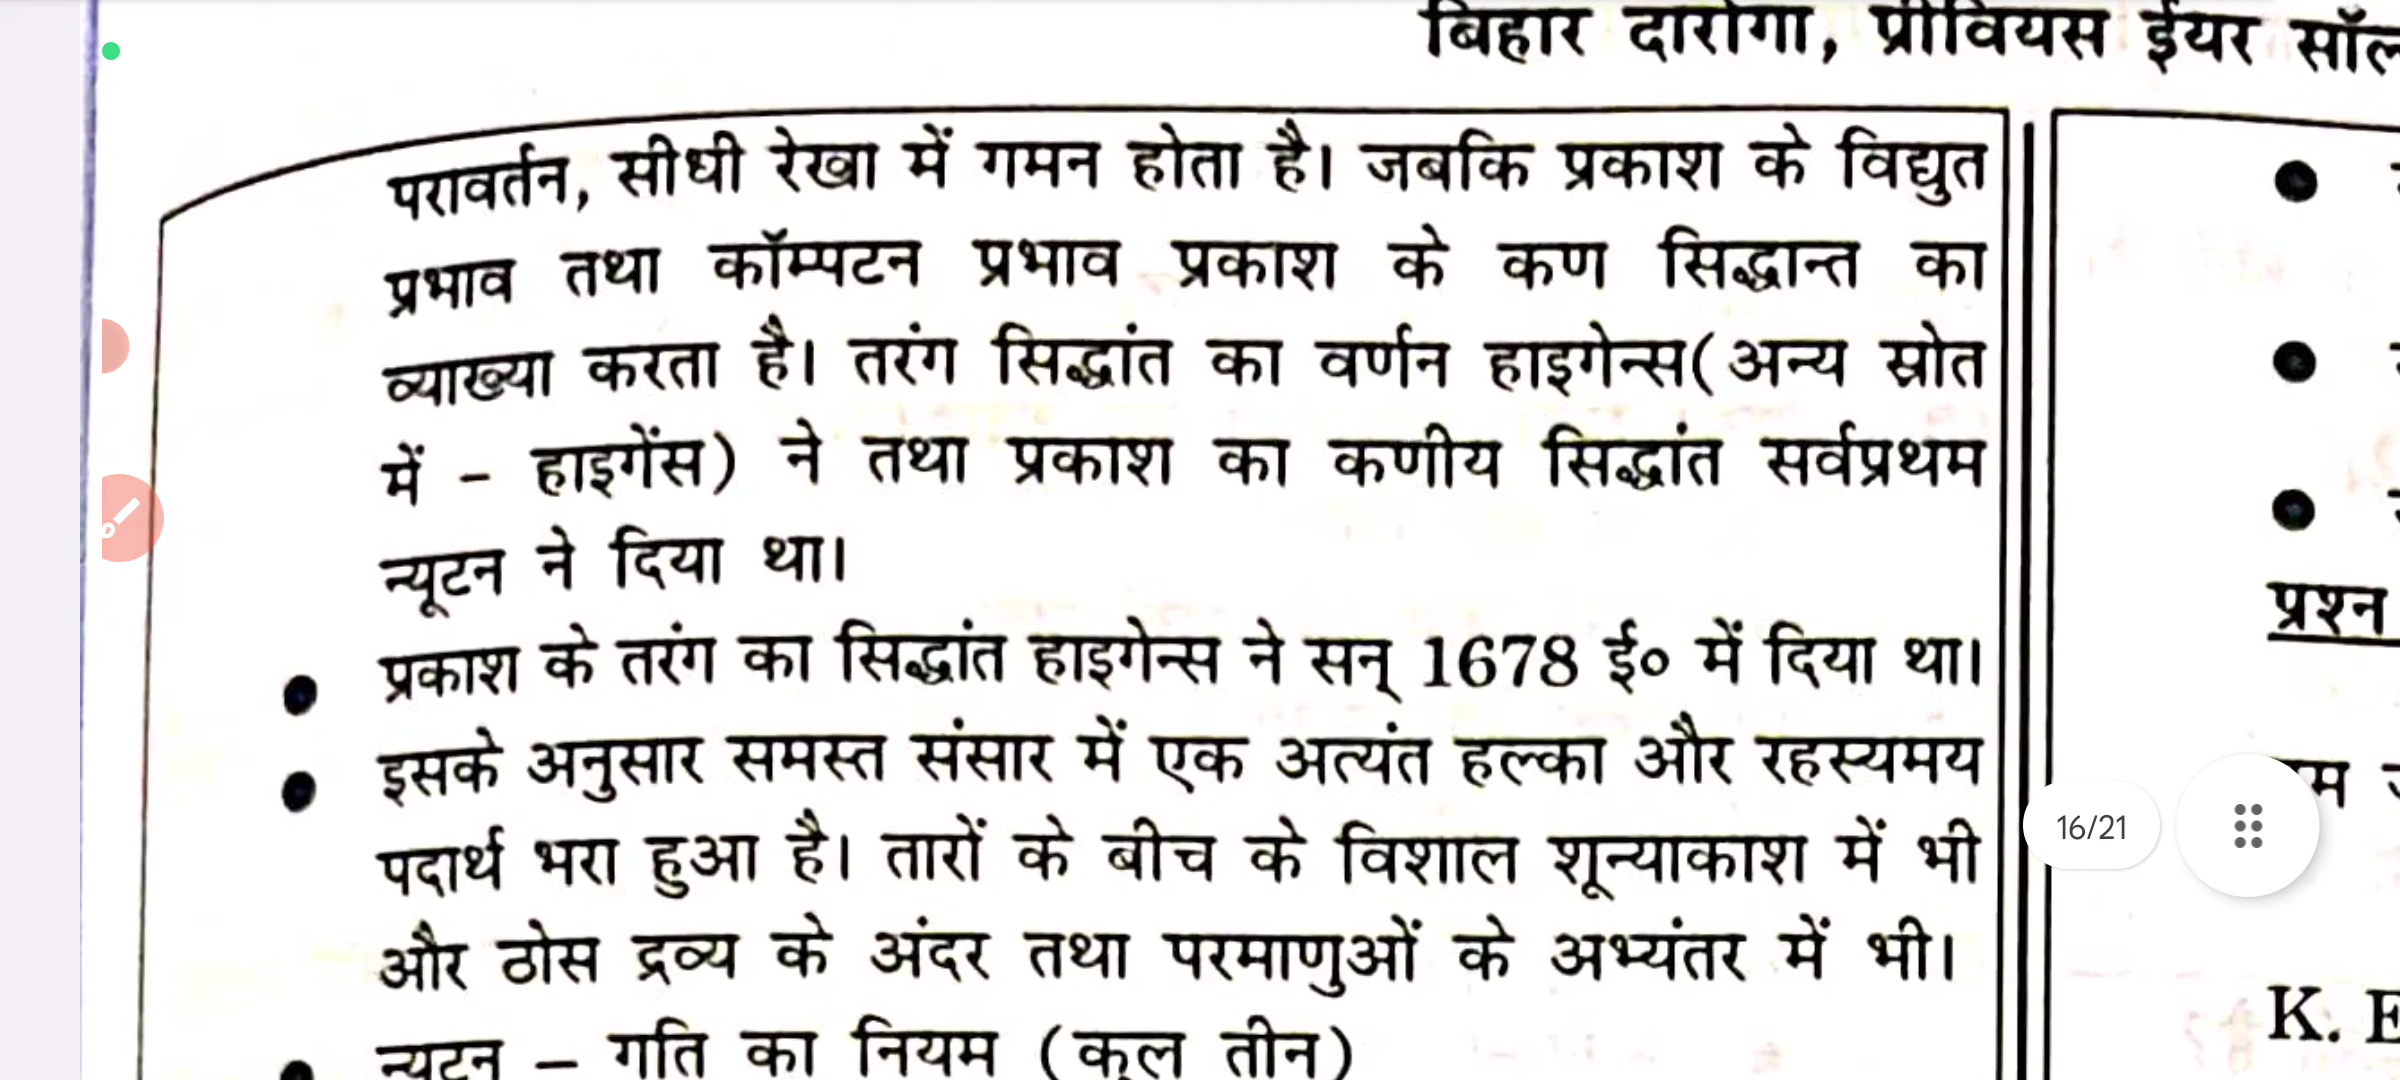 बिहार दारोगा, प्रीवियस ईयर
परावर्तन, सीधी रेखा में गमन होता है। जबकि प्रकाश के विद्युत
प्रभाव तथा कॉम्पटन प्रभाव प्रकाश के कण सिद्धान्त का
व्याख्या करता है। तरंग सिद्धांत का वर्णन हाइगेन्स(अन्य स्रोत
में - हाइगेंस) ने तथा प्रकाश का कणीय सिद्धांत सर्वप्रथम
न्यूटन ने दिया था।
● प्रकाश के तरंग का सिद्धांत हाइगेन्स ने सन् 1678 ई० में दिया था।
● इसके अनुसार समस्त संसार में एक अत्यंत हल्का और रहस्यमय
पदार्थ भरा हुआ है। तारों के बीच के विशाल शून्याकाश में भी
और ठोस द्रव्य के अंदर तथा परमाणुओं के अभ्यंतर में भी।
● न्यूटन – गति का नियम (कुल तीन)
प्रश्न
16/21
K.